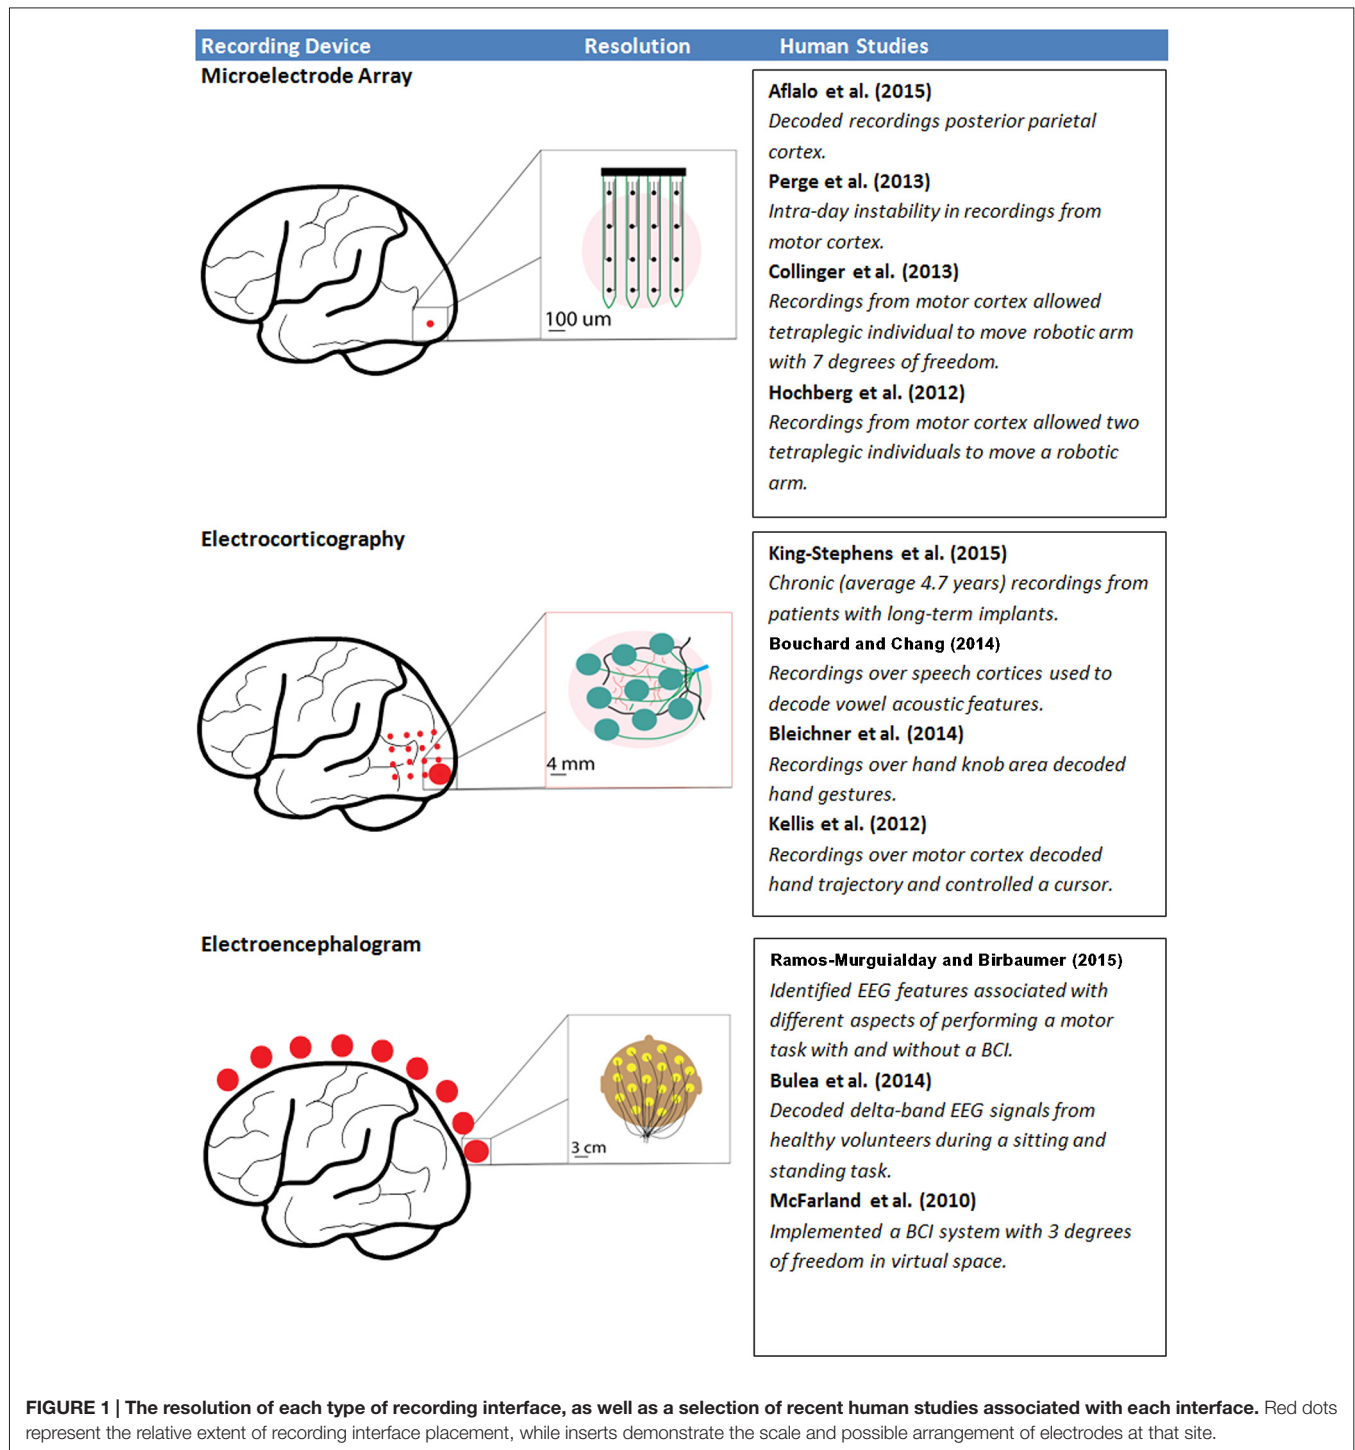 Recording Device Resolution Human Studies
Microelectrode Array
100 um
Aflalo et al. (2015)
Decoded recordings posterior parietal
cortex.
Perge et al. (2013)
Intra-day instability in recordings from
motor cortex.
Collinger et al. (2013)
Recordings from motor cortex allowed
tetraplegic individual to move robotic arm
with 7 degrees of freedom.
Hochberg et al. (2012)
Recordings from motor cortex allowed two
tetraplegic individuals to move a robotic
arm.
Electrocorticography
4 mm
King-Stephens et al. (2015)
Chronic (average 4.7 years) recordings from
patients with long-term implants.
Bouchard and Chang (2014)
Recordings over speech cortices used to
decode vowel acoustic features.
Bleichner et al. (2014)
Recordings over hand knob area decoded
hand gestures.
Kellis et al. (2012)
Recordings over motor cortex decoded
hand trajectory and controlled a cursor.
Electroencephalogram
3 cm
Ramos-Murguialday and Birbaumer (2015)
Identified EEG features associated with
different aspects of performing a motor
task with and without a BCI.
Bulea et al. (2014)
Decoded delta-band EEG signals from
healthy volunteers during a sitting and
standing task.
McFarland et al. (2010)
Implemented a BCI system with 3 degrees
of freedom in virtual space.
FIGURE 1 | The resolution of each type of recording interface, as well as a selection of recent human studies associated with each interface. Red dots
represent the relative extent of recording interface placement, while inserts demonstrate the scale and possible arrangement of electrodes at that site.